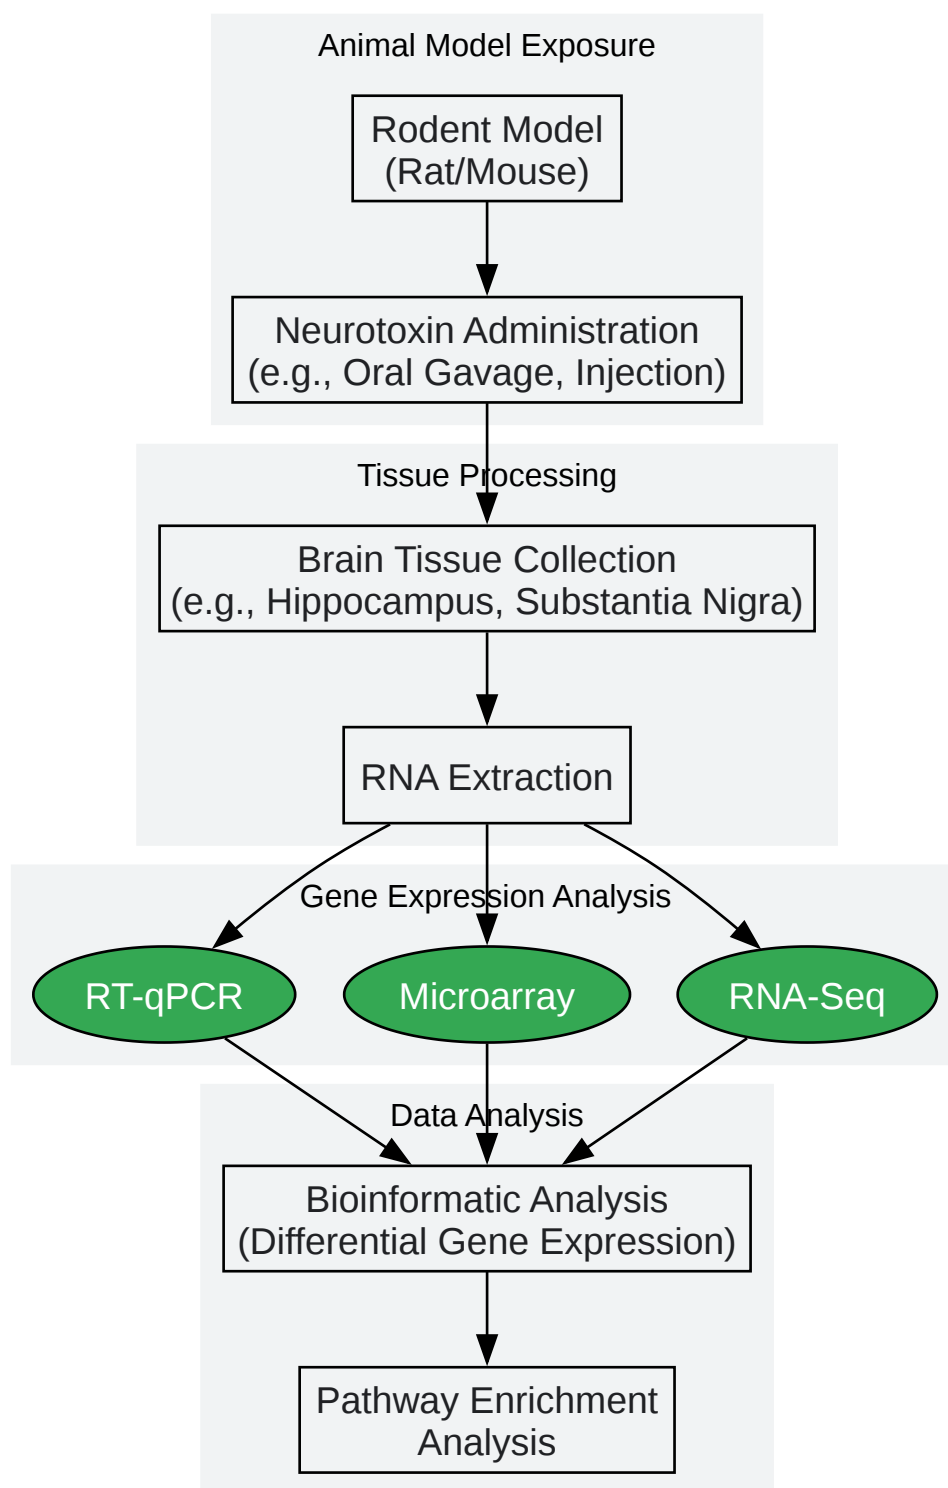 Animal Model Exposure
Rodent Model
(Rat/Mouse)
Neurotoxin Administration
(e.g., Oral Gavage, Injection)
Tissue Processing
Brain Tissue Collection
(e.g., Hippocampus, Substantia Nigra)
RNA Extraction
Gene Expression Analysis
RT-qPCR
Microarray
RNA-Seq
Data Analysis
Bioinformatic Analysis
(Differential Gene Expression)
Pathway Enrichment
Analysis